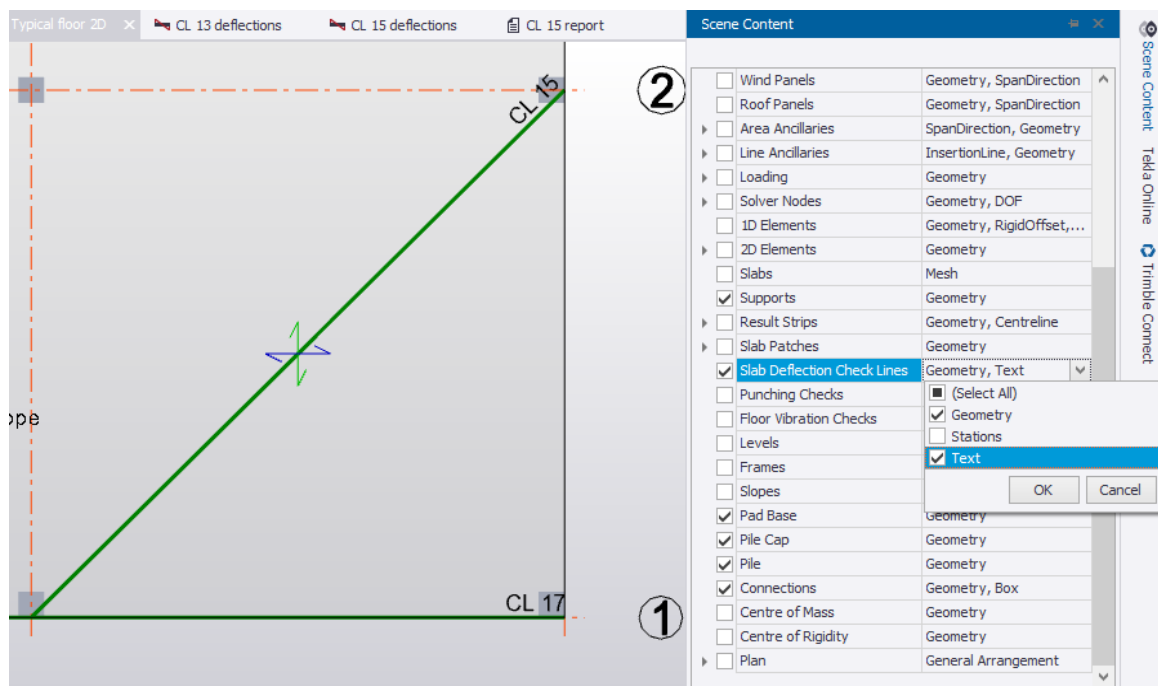 Typical floor 2D
CL 13 deflections
CL 15 deflections
CL 15 report
CL 15
2
ope
CL 17
1
Scene Content
Wind Panels Geometry, SpanDirection
Roof Panels Geometry, SpanDirection
Area Ancillaries SpanDirection, Geometry
Line Ancillaries InsertionLine, Geometry
Loading Geometry
Solver Nodes Geometry, DOF
1D Elements Geometry, RigidOffset,...
2D Elements Geometry
Slabs Mesh
Supports Geometry
Result Strips Geometry, Centreline
Slab Patches Geometry
Slab Deflection Check Lines Geometry, Text
Punching Checks
Floor Vibration Checks
Levels
Frames
Slopes
(Select All)
Geometry
Stations
Text
OK Cancel
Pad Base Geometry
Pile Cap Geometry
Pile Geometry
Connections Geometry, Box
Centre of Mass Geometry
Centre of Rigidity Geometry
Plan General Arrangement
Scene Content
Tekla Online
Trimble Connect